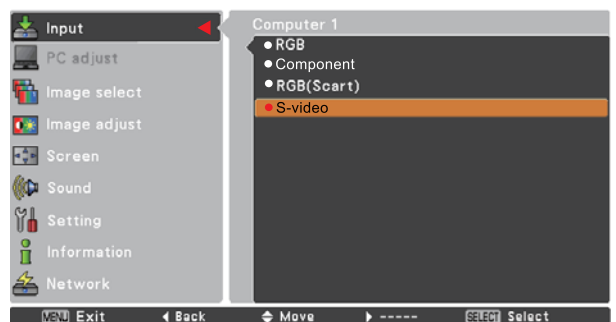 Input
PC adjust
Image select
Image adjust
Screen
Sound
Setting
Information
Network
Computer 1
RGB
Component
RGB(Scart)
S-video
MENU Exit Back Move ----- SELECT Select